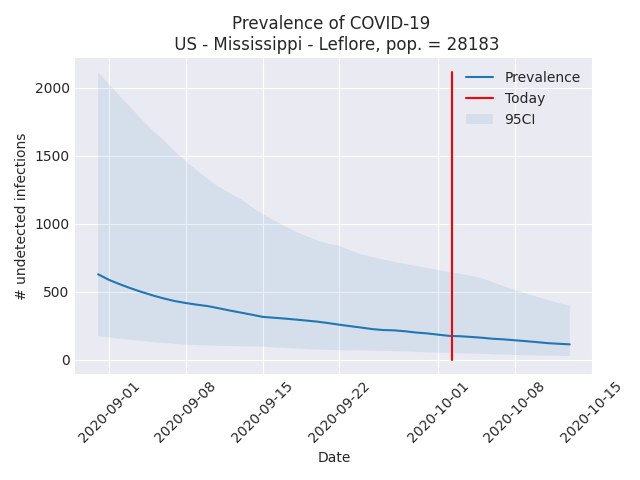 Prevalence of COVID-19
US - Mississippi - Leflore, pop. = 28183
Prevalence
Today
95CI
# undetected infections
2000
1500
1000
500
0
2020-09-01
2020-09-08
2020-09-15
2020-09-22
2020-10-01
2020-10-08
2020-10-15
Date